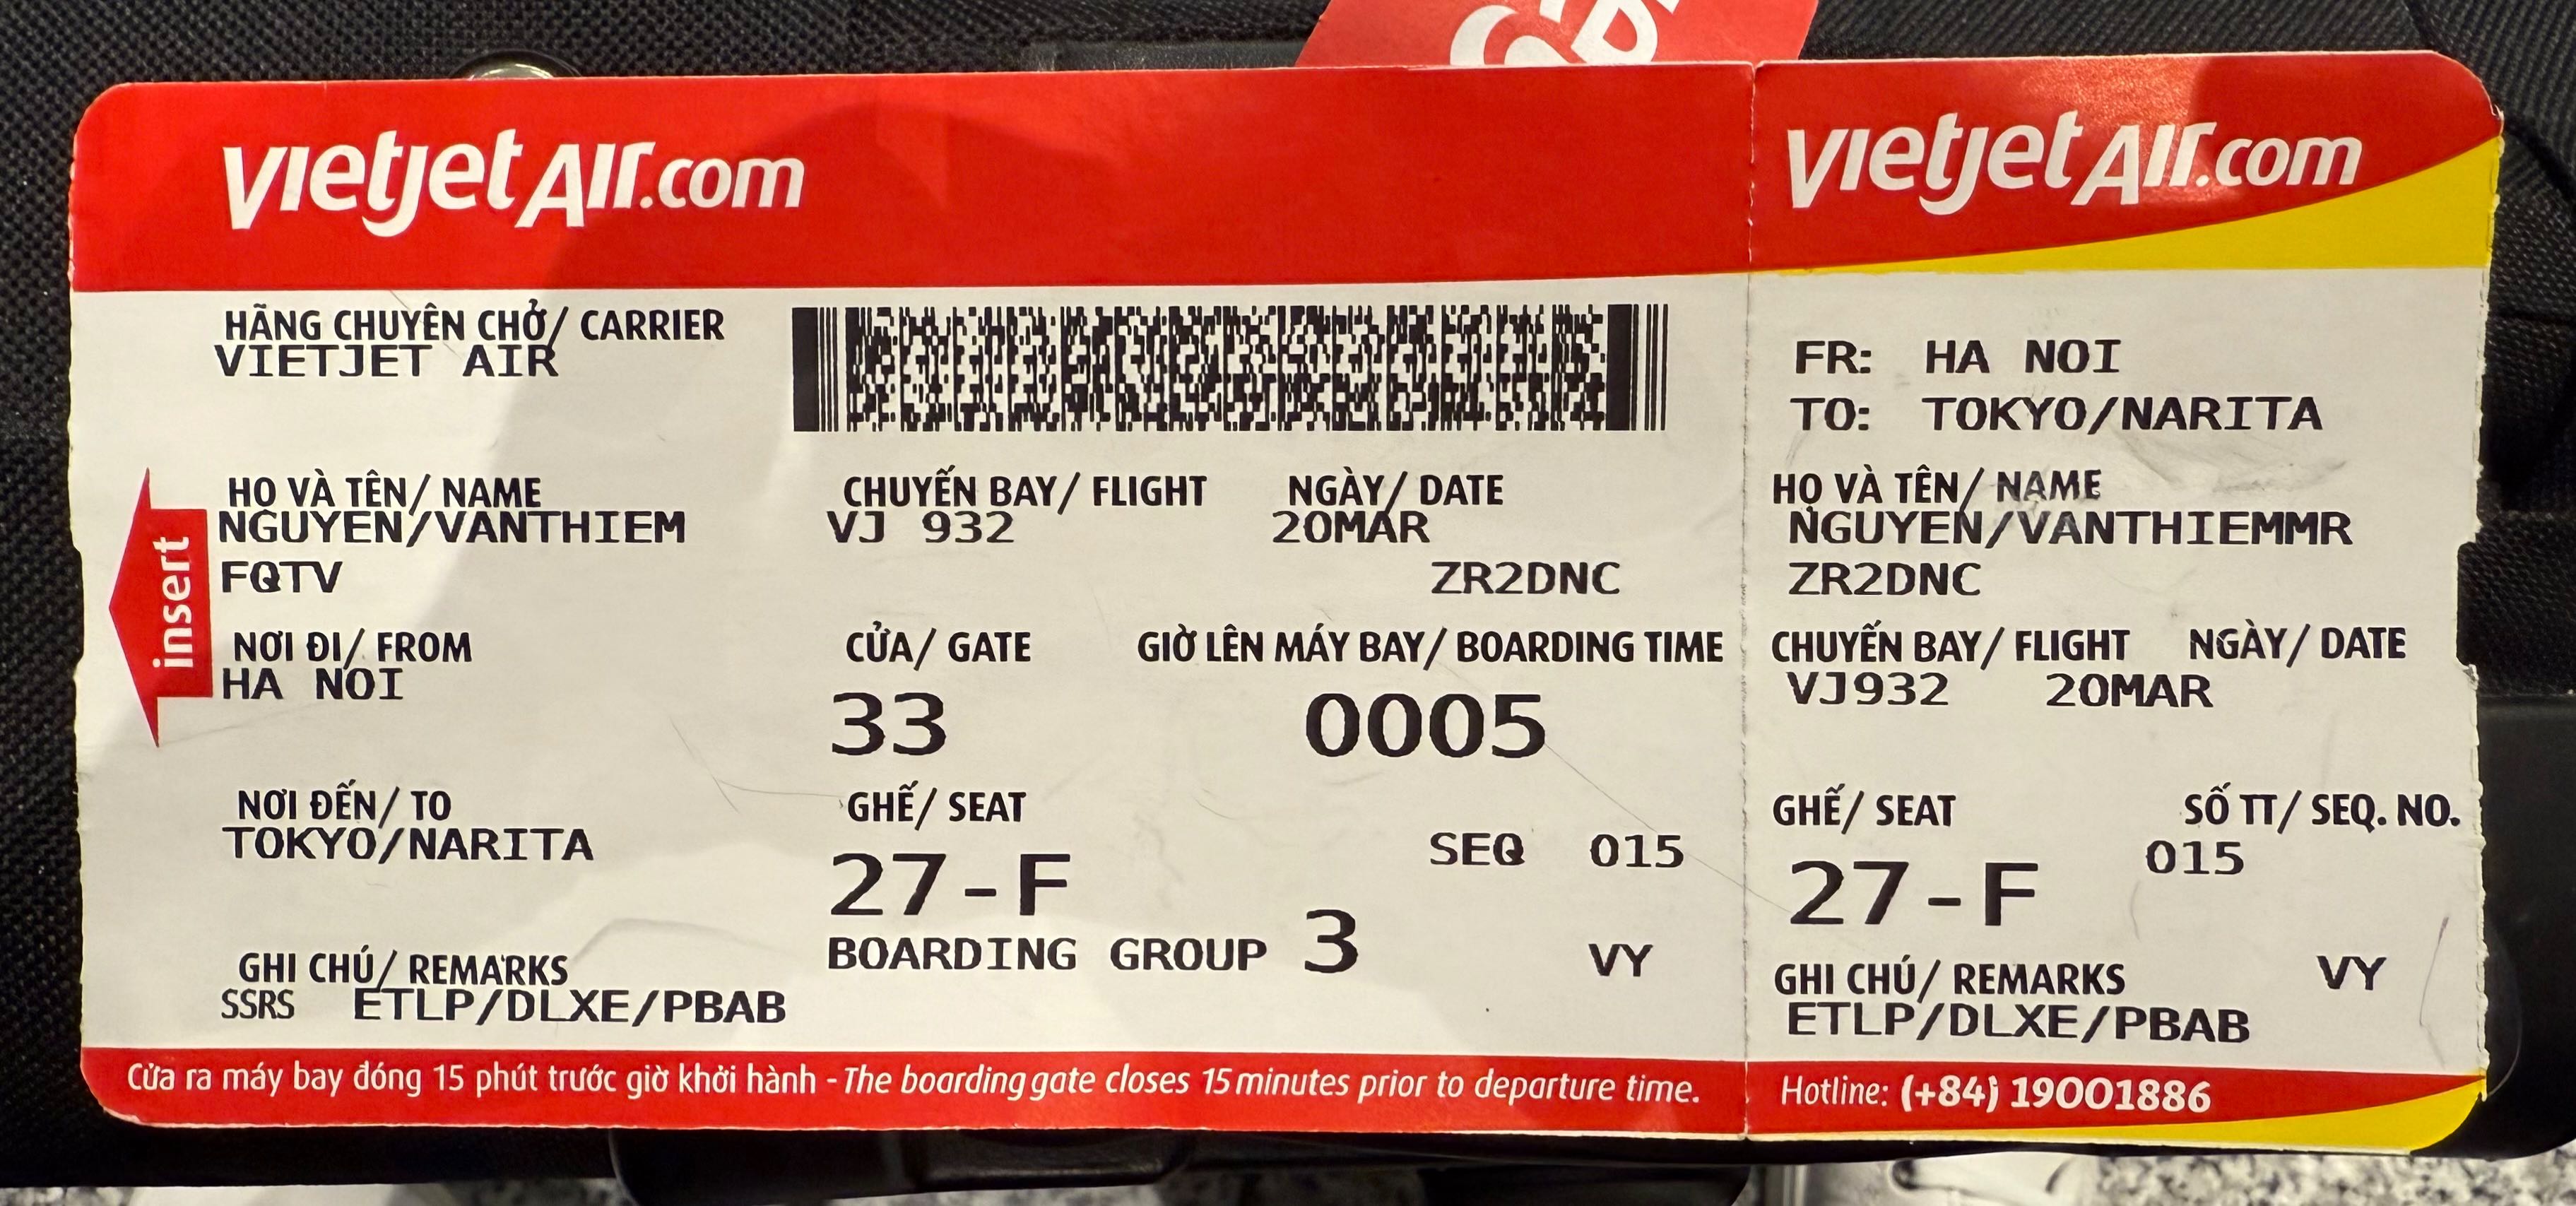 vietjetAir.com
HÃNG CHUYÊN CHỞ/ CARRIER
VIETJET AIR
HỌ VÀ TÊN/ NAME
NGUYEN/VANTHIEM
FQTV
insert
NƠI ĐI/ FROM
HA NOI
NƠI ĐẾN/ TO
TOKYO/NARITA
GHI CHÚ/ REMARKS
SSRS ETLP/DLXE/PBAB
CHUYẾN BAY/ FLIGHT NGÀY/ DATE
VJ 932 20MAR
ZR2DNC
CỬA/ GATE GIỜ LÊN MÁY BAY/ BOARDING TIME
33 0005
GHẾ/ SEAT
SEQ 015
27-F
BOARDING GROUP 3 VY
Cửa ra máy bay đóng 15 phút trước giờ khởi hành - The boarding gate closes 15 minutes prior to departure time.
vietjetAir.com
FR: HA NOI
TO: TOKYO/NARITA
HỌ VÀ TÊN/ NAME
NGUYEN/VANTHIEMMR
ZR2DNC
CHUYẾN BAY/ FLIGHT NGÀY/ DATE
VJ932 20MAR
GHẾ/ SEAT SỐ TT/ SEQ. NO.
27-F 015
GHI CHÚ/ REMARKS VY
ETLP/DLXE/PBAB
Hotline: (+84) 19001886